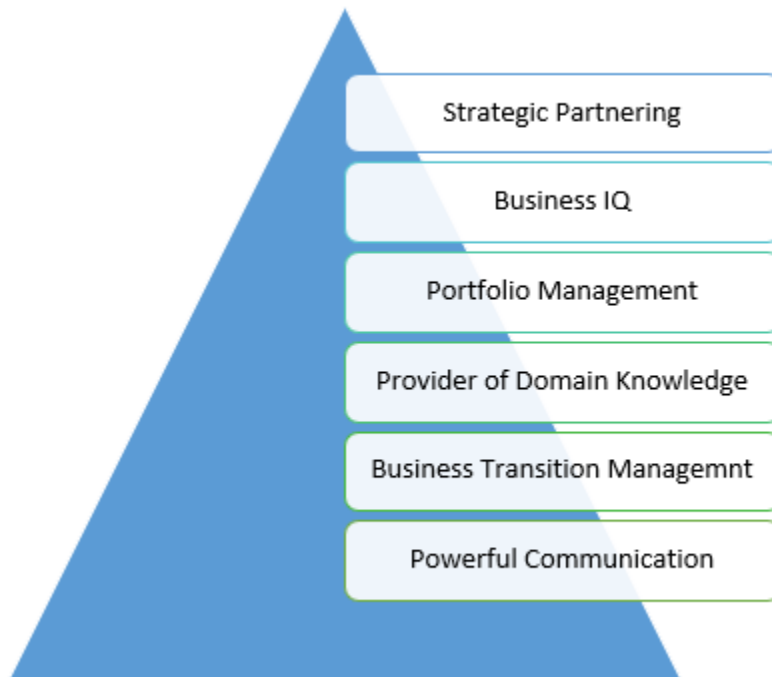 Strategic Partnering
Business IQ
Portfolio Management
Provider of Domain Knowledge
Business Transition Managemnt
Powerful Communication